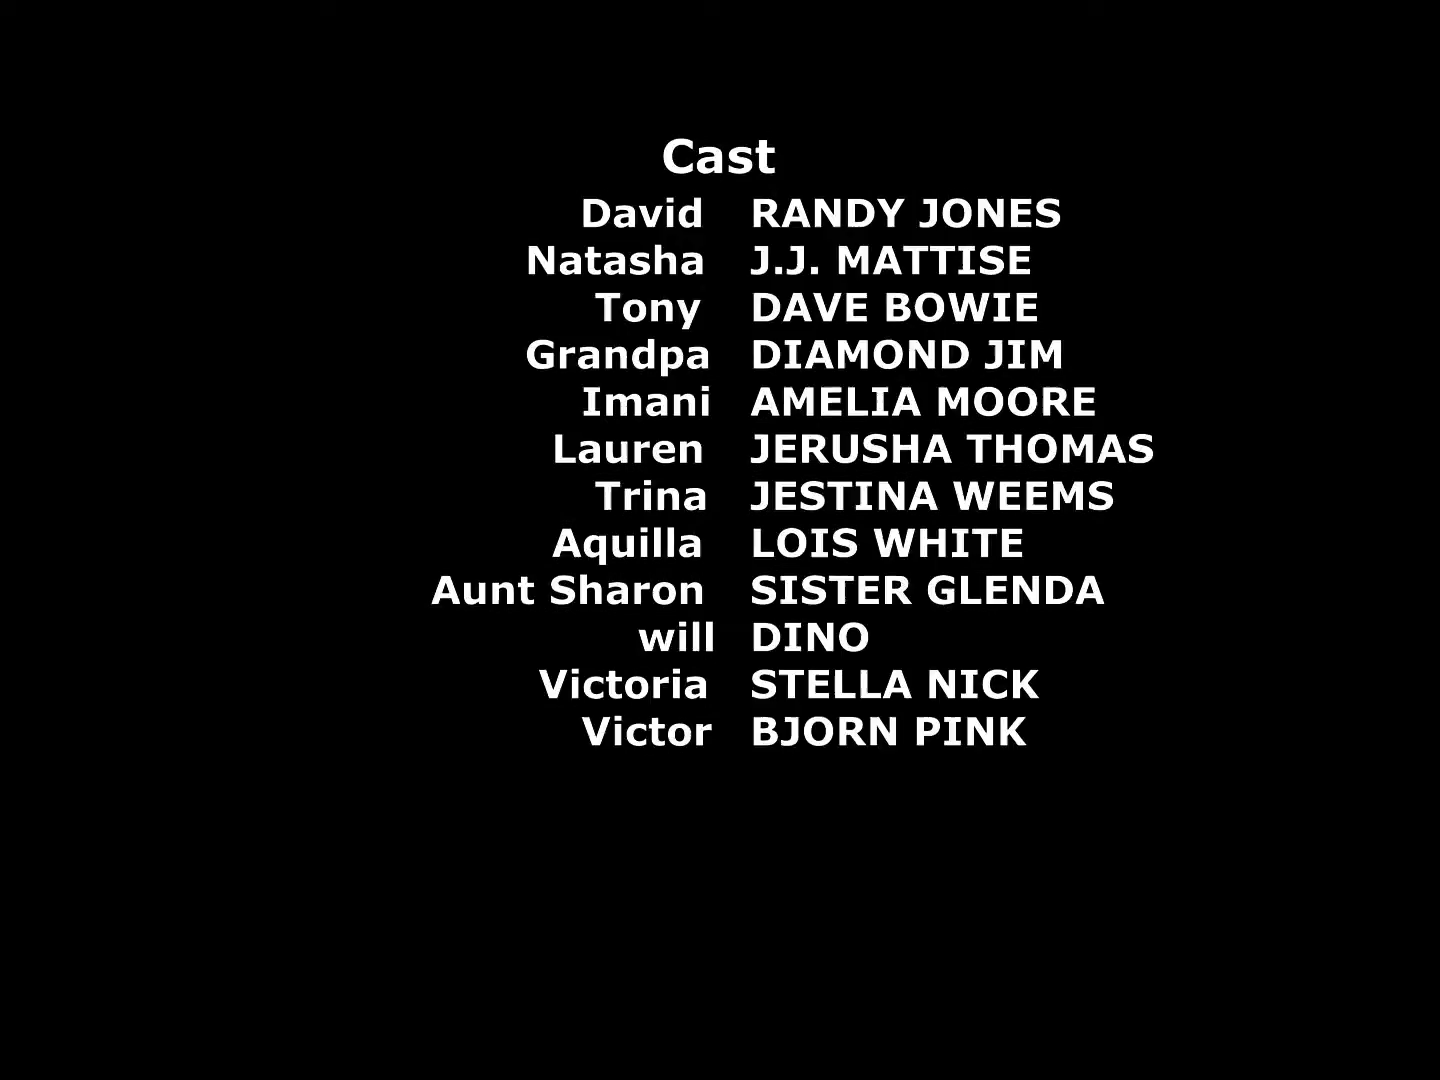 Cast
David RANDY JONES
Natasha J.J. MATTISE
Tony DAVE BOWIE
Grandpa DIAMOND JIM
Imani AMELIA MOORE
Lauren JERUSHA THOMAS
Trina JESTINA WEEMS
Aquilla LOIS WHITE
Aunt Sharon SISTER GLENDA
will DINO
Victoria STELLA NICK
Victor BJORN PINK